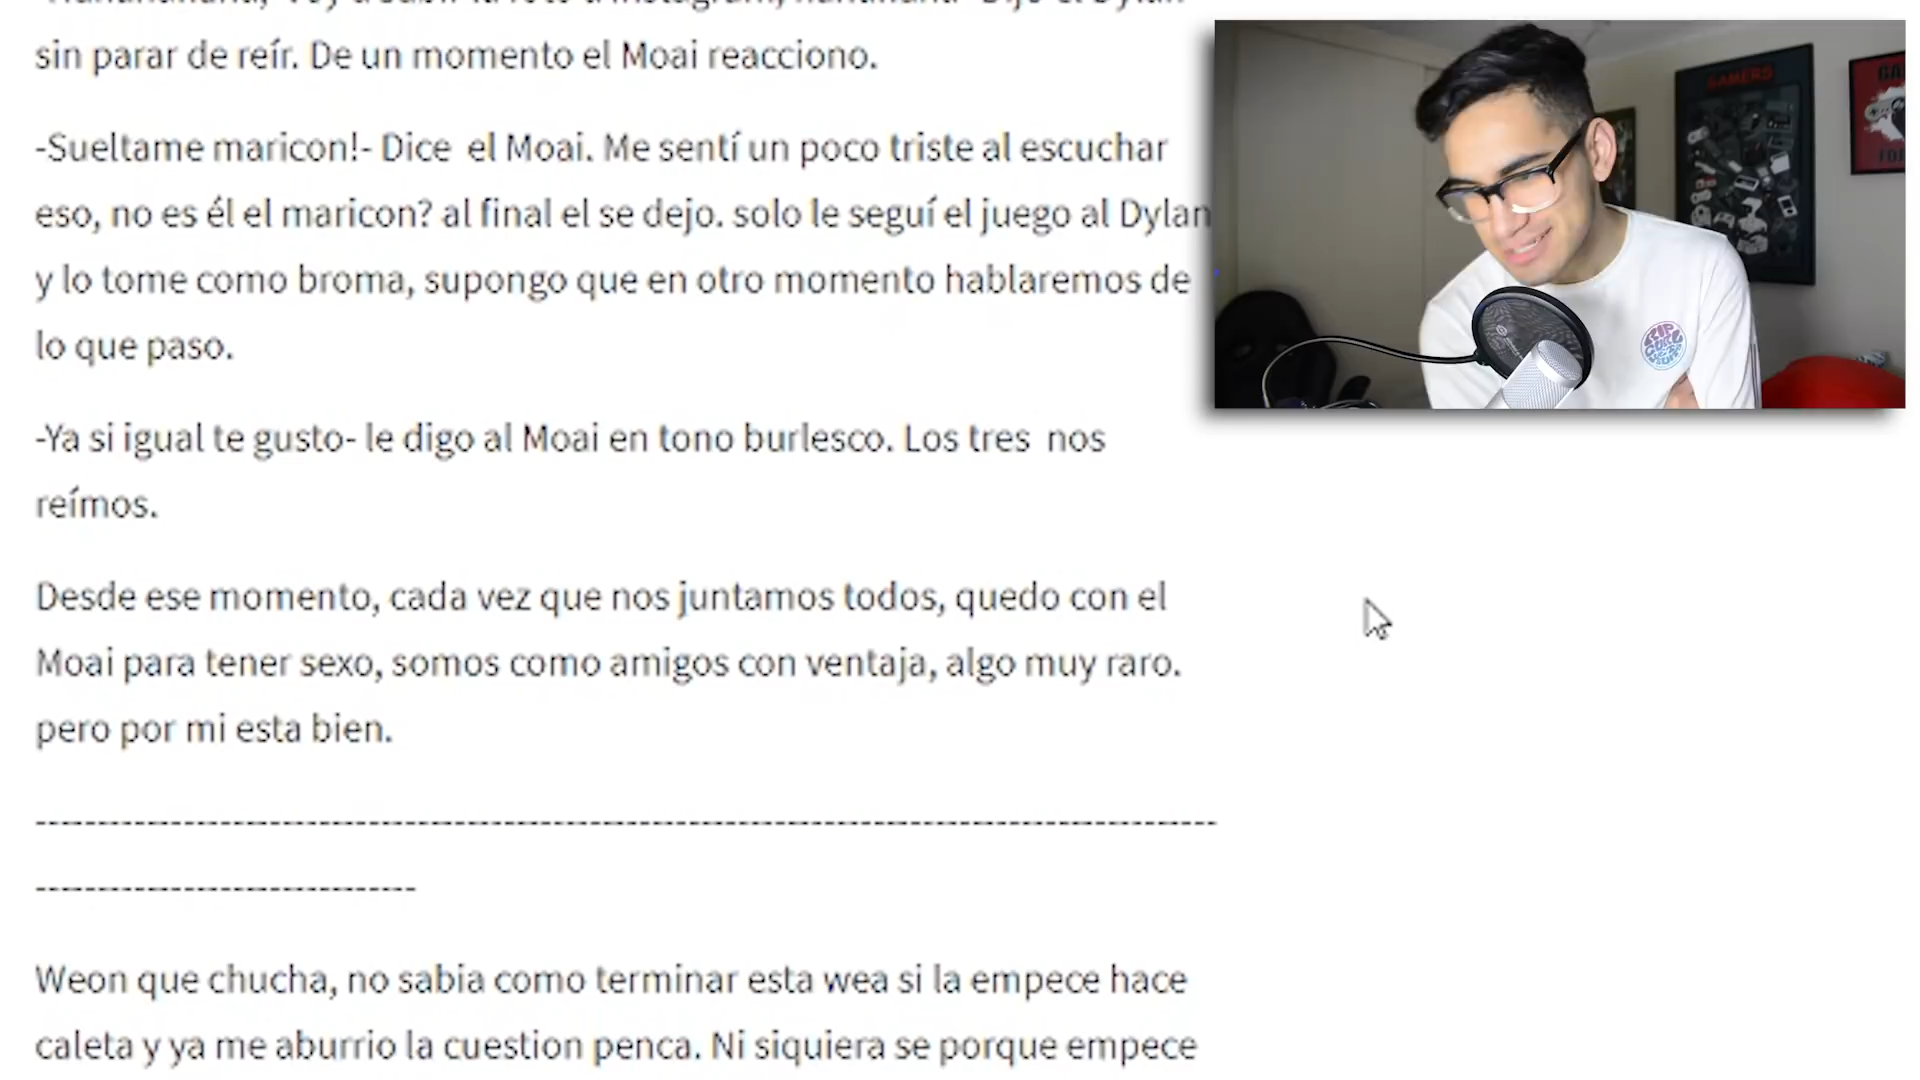 sin parar de reír. De un momento el Moai reacciono.
-Sueltame maricon!- Dice el Moai. Me sentí un poco triste al escuchar
eso, no es él el maricon? al final el se dejo. solo le seguí el juego al Dylan
y lo tome como broma, supongo que en otro momento hablaremos de
lo que paso.
-Ya si igual te gusto- le digo al Moai en tono burlesco. Los tres nos
reímos.
Desde ese momento, cada vez que nos juntamos todos, quedo con el
Moai para tener sexo, somos como amigos con ventaja, algo muy raro.
pero por mi esta bien.
--------------------------------------------------------------------------------------------
------------------------------
Weon que chucha, no sabia como terminar esta wea si la empece hace
caleta y ya me aburrio la cuestion penca. Ni siquiera se porque empece
GAMERS
RIP CURL